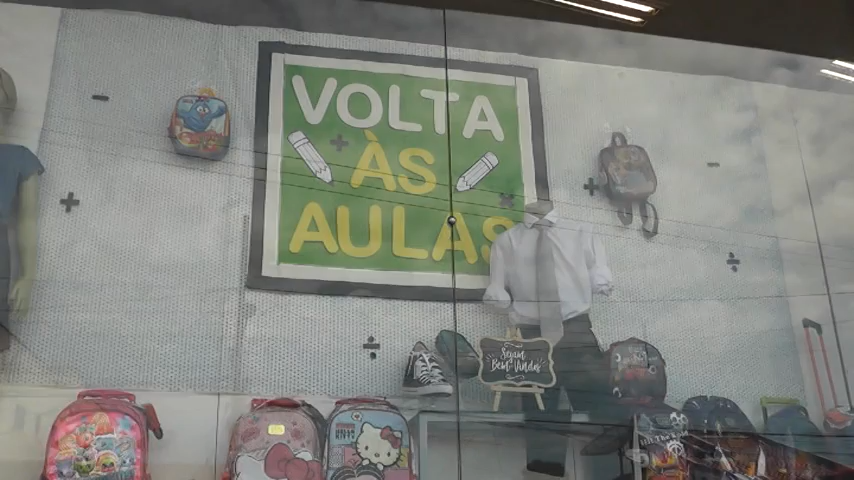 VOLTA
ÀS
AULAS
Sejam
Bem Vindos
HELLO
KITTY